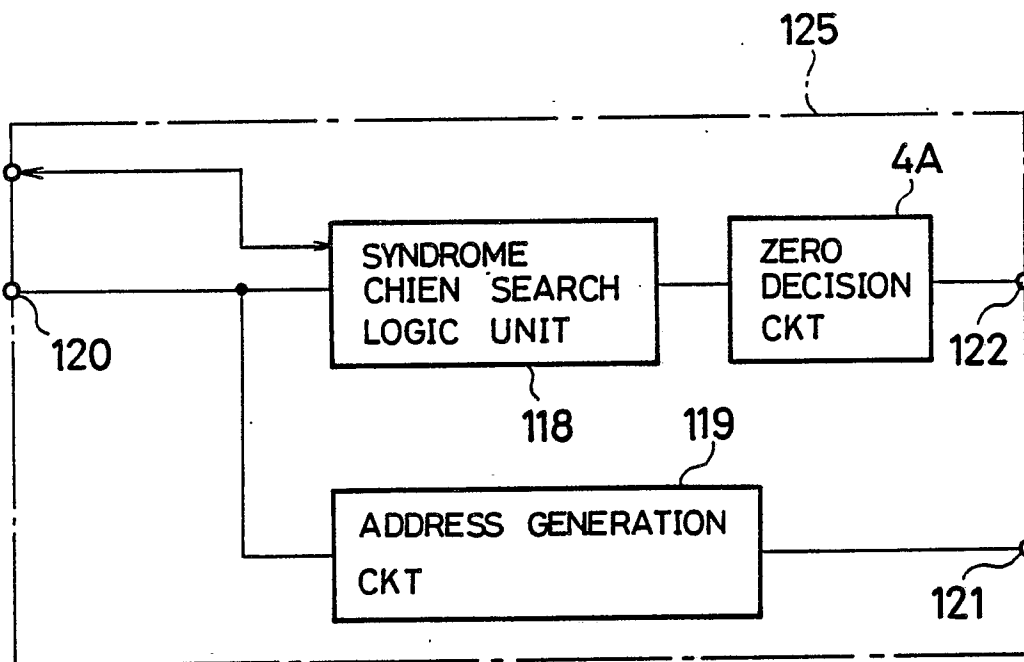 125
4A
SYNDROME
CHIEN SEARCH
LOGIC UNIT
ZERO
DECISION
CKT
120
122
118
119
ADDRESS GENERATION
CKT
121